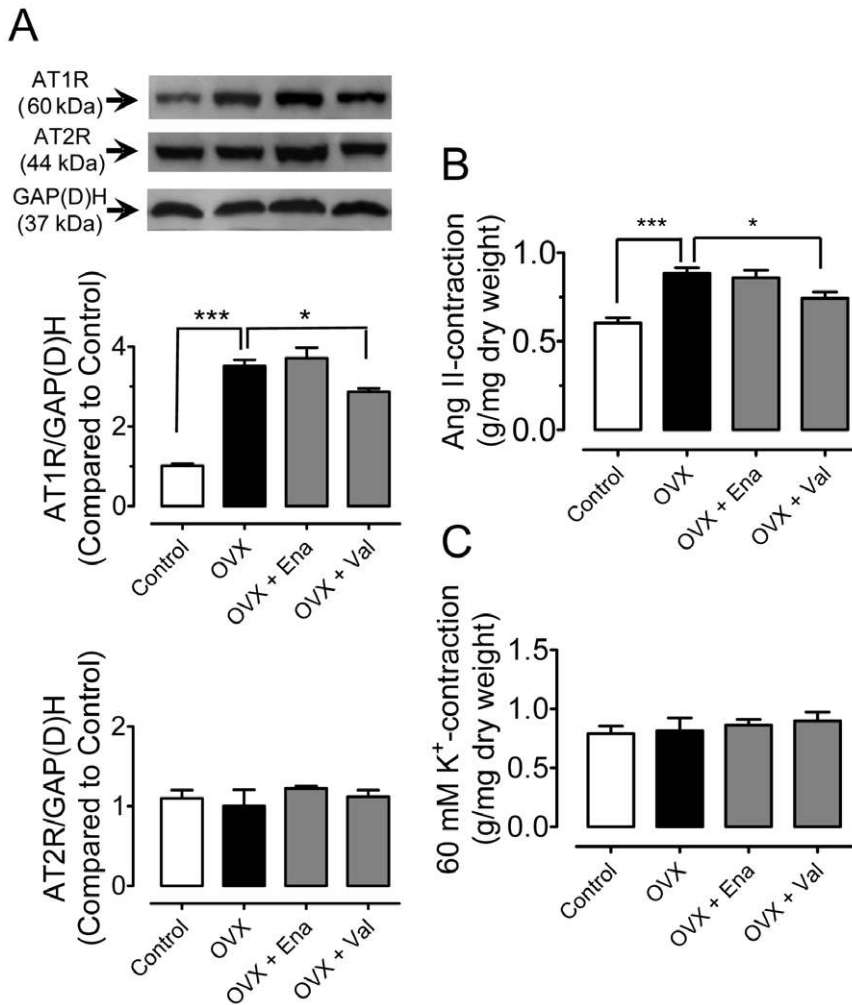 A
AT1R
(60 kDa)
AT2R
(44 kDa)
GAP(D)H
(37 kDa)
AT1R/GAP(D)H
(Compared to Control)
4
2
0
***
*
Control
OVX
OVX + Ena
OVX + Val
AT2R/GAP(D)H
(Compared to Control)
2
1
0
Control
OVX
OVX + Ena
OVX + Val
B
Ang II-contraction
(g/mg dry weight)
1.0
0.5
0.0
***
*
Control
OVX
OVX + Ena
OVX + Val
C
60 mM K⁺-contraction
(g/mg dry weight)
1.5
1.0
0.5
0.0
Control
OVX
OVX + Ena
OVX + Val